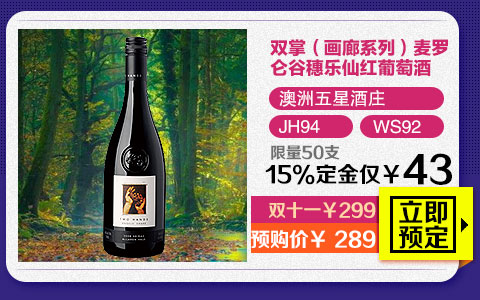 双掌（画廊系列）麦罗
仑谷穗乐仙红葡萄酒
澳洲五星酒庄
JH94 WS92
限量50支
15%定金仅￥43
双十一￥299
预购价￥ 289
立即
预定
TWO HANDS